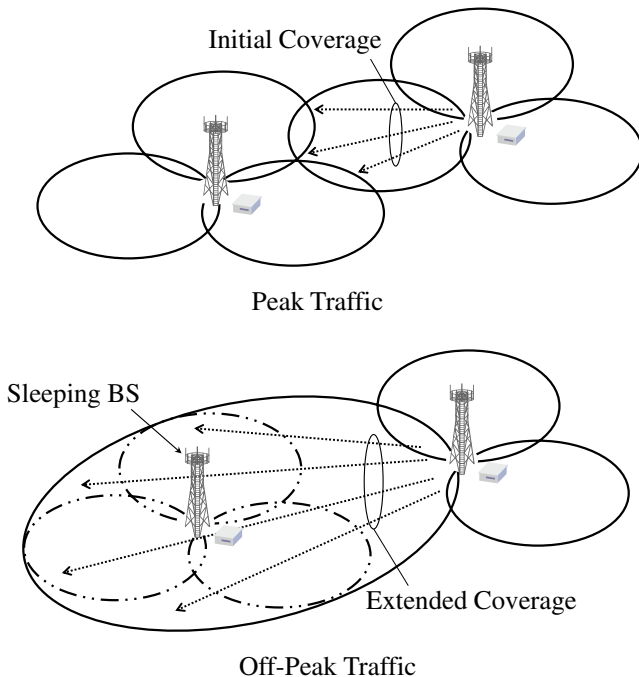 Initial Coverage
Peak Traffic
Sleeping BS
Extended Coverage
Off-Peak Traffic